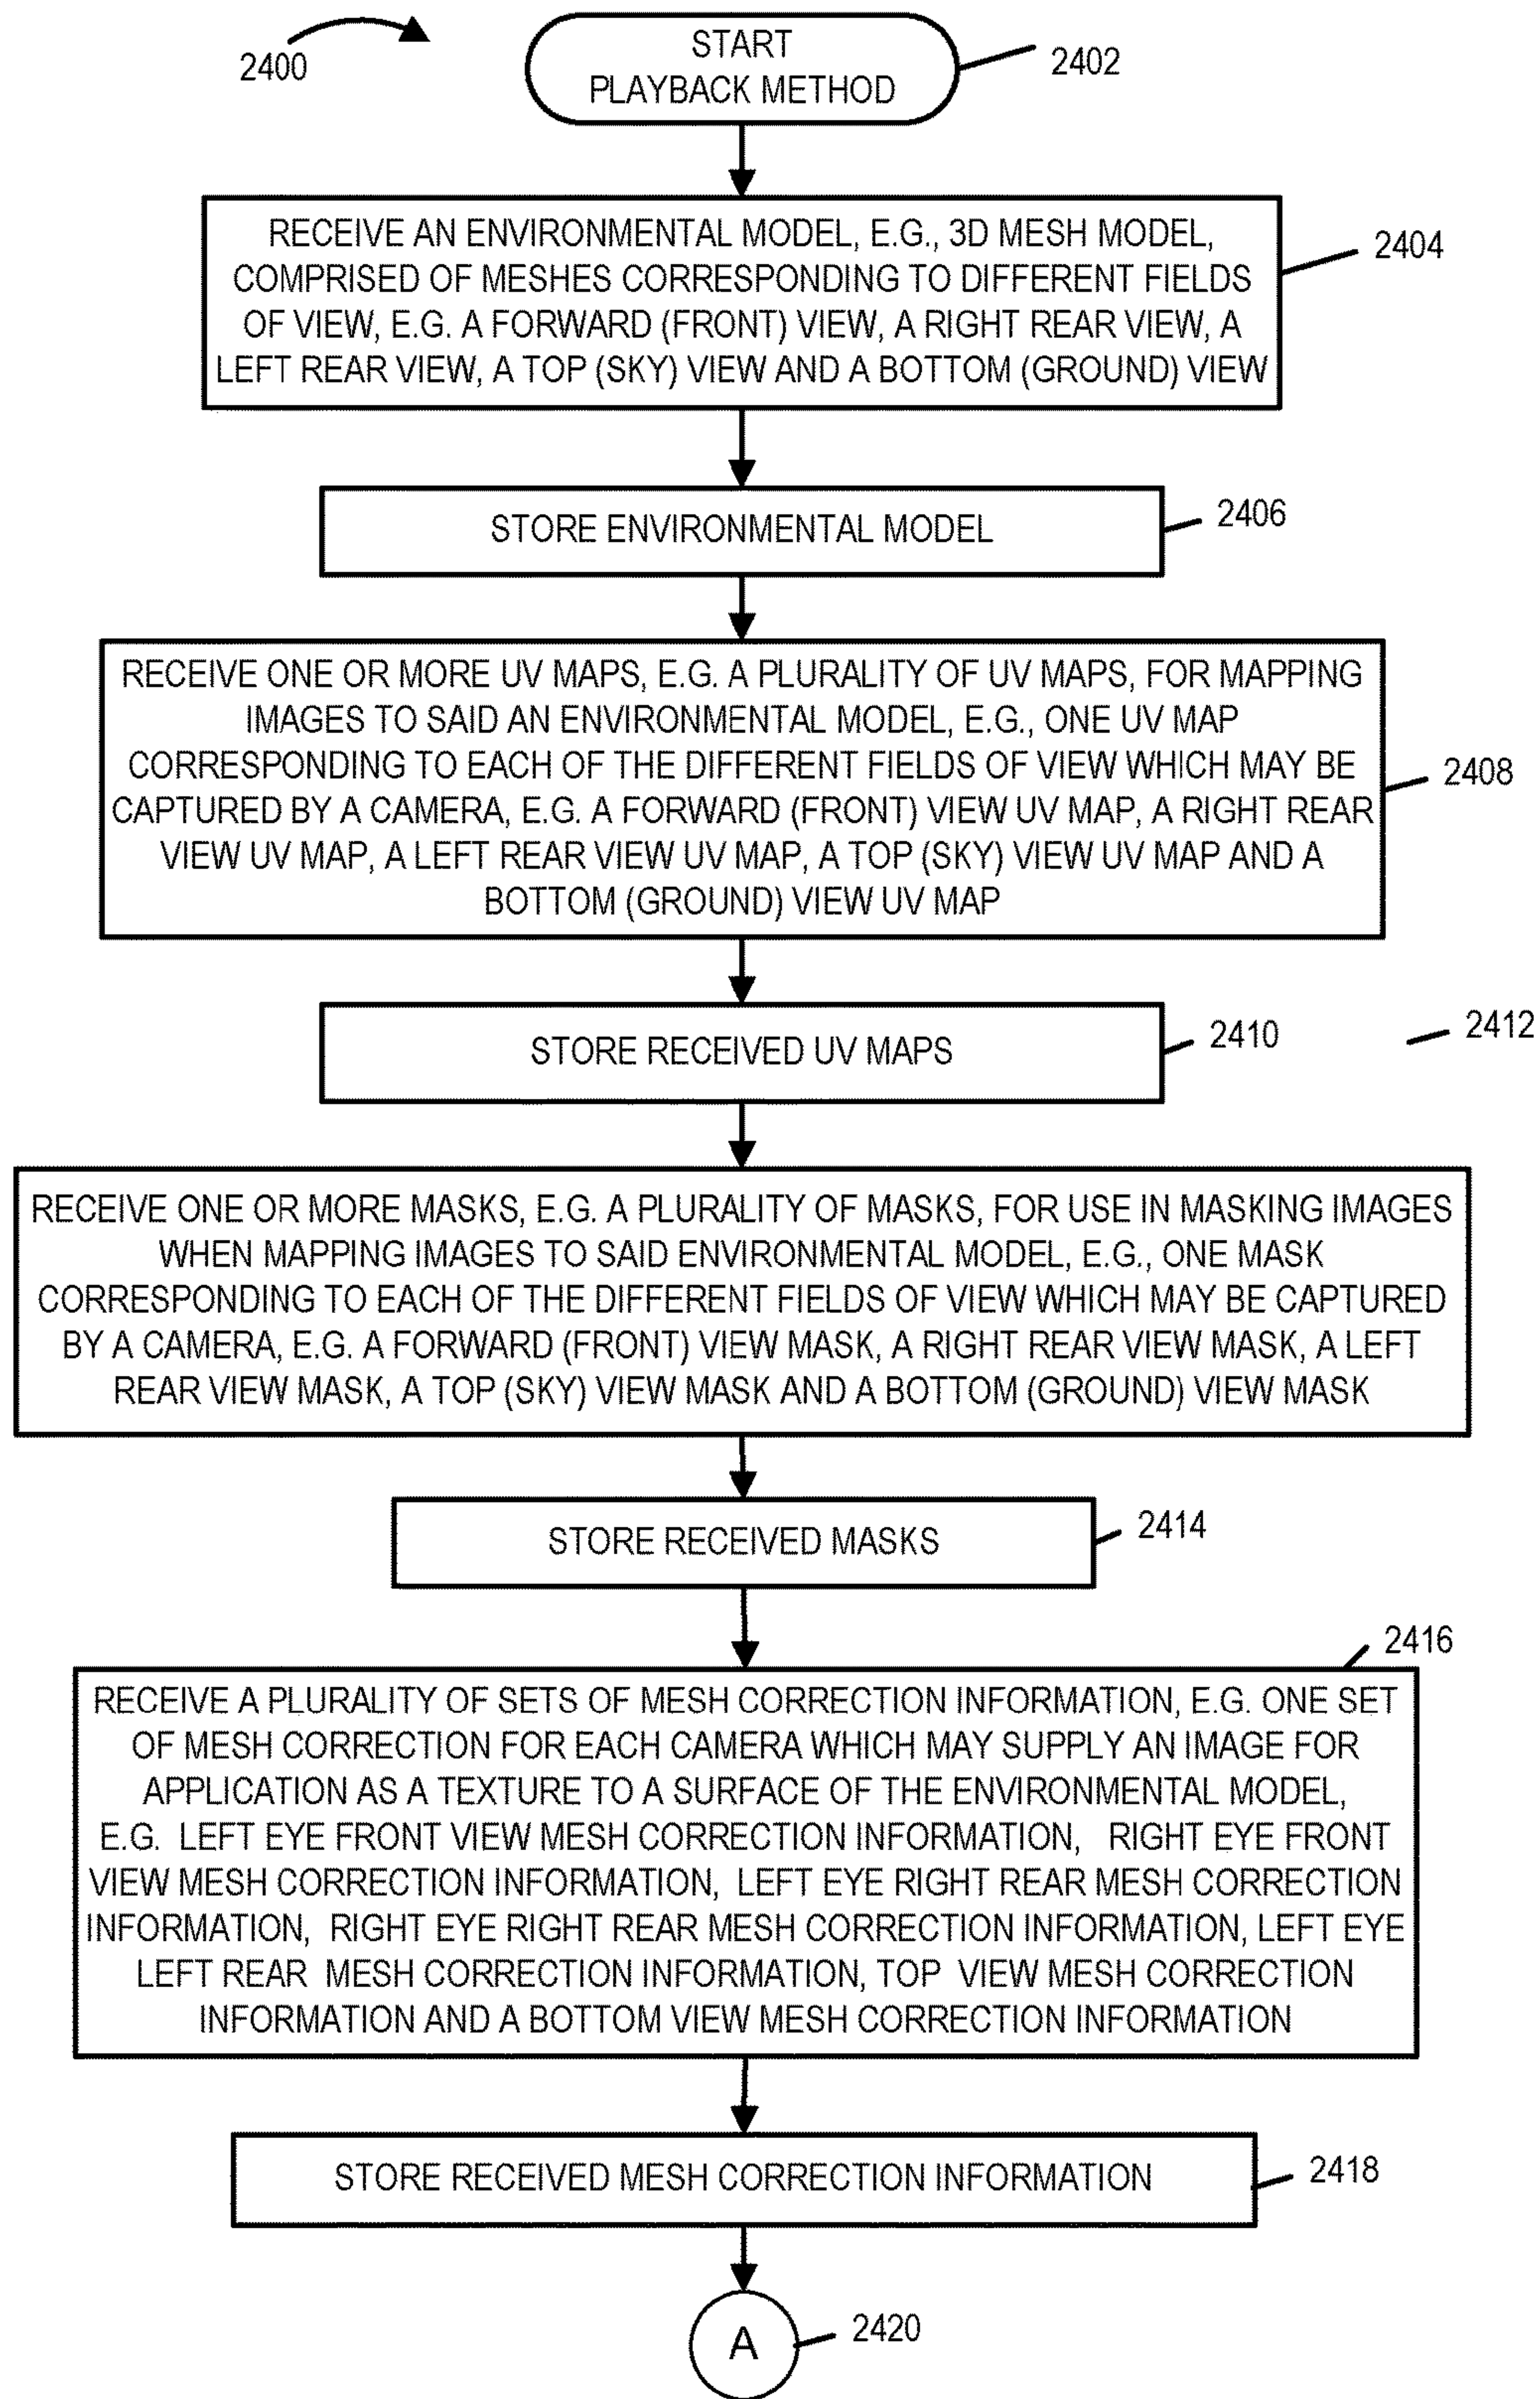 2400
START
PLAYBACK METHOD
2402
RECEIVE AN ENVIRONMENTAL MODEL, E.G., 3D MESH MODEL,
COMPRISED OF MESHES CORRESPONDING TO DIFFERENT FIELDS
OF VIEW, E.G. A FORWARD (FRONT) VIEW, A RIGHT REAR VIEW, A
LEFT REAR VIEW, A TOP (SKY) VIEW AND A BOTTOM (GROUND) VIEW
2404
STORE ENVIRONMENTAL MODEL
2406
RECEIVE ONE OR MORE UV MAPS, E.G. A PLURALITY OF UV MAPS, FOR MAPPING
IMAGES TO SAID AN ENVIRONMENTAL MODEL, E.G., ONE UV MAP
CORRESPONDING TO EACH OF THE DIFFERENT FIELDS OF VIEW WHICH MAY BE
CAPTURED BY A CAMERA, E.G. A FORWARD (FRONT) VIEW UV MAP, A RIGHT REAR
VIEW UV MAP, A LEFT REAR VIEW UV MAP, A TOP (SKY) VIEW UV MAP AND A
BOTTOM (GROUND) VIEW UV MAP
2408
STORE RECEIVED UV MAPS
2410
2412
RECEIVE ONE OR MORE MASKS, E.G. A PLURALITY OF MASKS, FOR USE IN MASKING IMAGES
WHEN MAPPING IMAGES TO SAID ENVIRONMENTAL MODEL, E.G., ONE MASK
CORRESPONDING TO EACH OF THE DIFFERENT FIELDS OF VIEW WHICH MAY BE CAPTURED
BY A CAMERA, E.G. A FORWARD (FRONT) VIEW MASK, A RIGHT REAR VIEW MASK, A LEFT
REAR VIEW MASK, A TOP (SKY) VIEW MASK AND A BOTTOM (GROUND) VIEW MASK
STORE RECEIVED MASKS
2414
2416
RECEIVE A PLURALITY OF SETS OF MESH CORRECTION INFORMATION, E.G. ONE SET
OF MESH CORRECTION FOR EACH CAMERA WHICH MAY SUPPLY AN IMAGE FOR
APPLICATION AS A TEXTURE TO A SURFACE OF THE ENVIRONMENTAL MODEL,
E.G. LEFT EYE FRONT VIEW MESH CORRECTION INFORMATION, RIGHT EYE FRONT
VIEW MESH CORRECTION INFORMATION, LEFT EYE RIGHT REAR MESH CORRECTION
INFORMATION, RIGHT EYE RIGHT REAR MESH CORRECTION INFORMATION, LEFT EYE
LEFT REAR MESH CORRECTION INFORMATION, TOP VIEW MESH CORRECTION
INFORMATION AND A BOTTOM VIEW MESH CORRECTION INFORMATION
STORE RECEIVED MESH CORRECTION INFORMATION
2418
A
2420